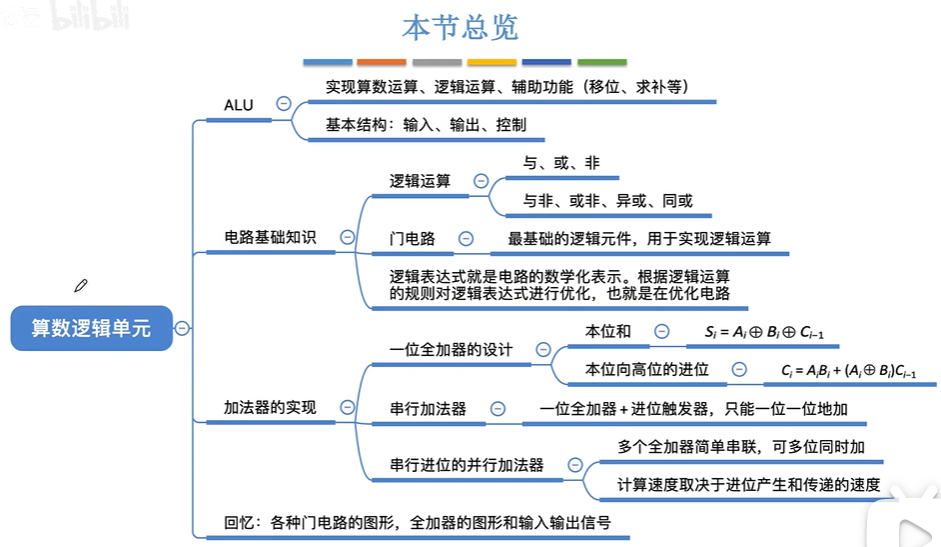 bilibili
本节总览
ALU
实现算数运算、逻辑运算、辅助功能（移位、求补等）
基本结构：输入、输出、控制
电路基础知识
逻辑运算
与、或、非
与非、或非、异或、同或
门电路
最基础的逻辑元件，用于实现逻辑运算
逻辑表达式就是电路的数学化表示。根据逻辑运算
的规则对逻辑表达式进行优化，也就是在优化电路
算数逻辑单元
加法器的实现
一位全加器的设计
本位和
Sᵢ = Aᵢ⊕ Bᵢ⊕ Cᵢ₋₁
本位向高位的进位
Cᵢ = AᵢBᵢ + (Aᵢ⊕ Bᵢ)Cᵢ₋₁
串行加法器
一位全加器 + 进位触发器，只能一位一位地加
串行进位的并行加法器
多个全加器简单串联，可多位同时加
计算速度取决于进位产生和传递的速度
回忆：各种门电路的图形，全加器的图形和输入输出信号